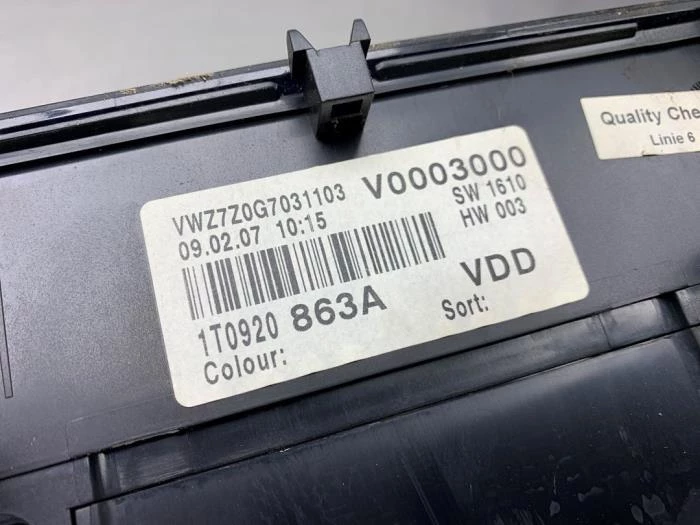 VWZ7Z0G7031103 V0003000
09.02.07 10:15 SW 1610
HW 003
1T0920 863A VDD
Colour: Sort:
Quality Che
Linie 6